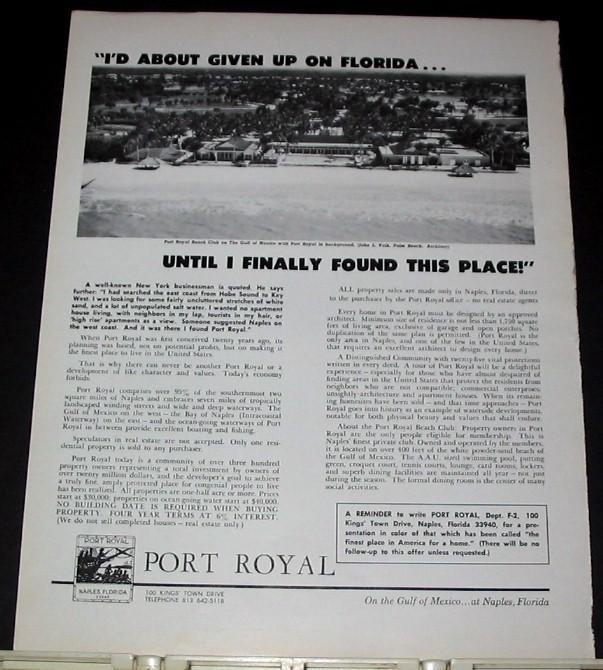 "I'D ABOUT GIVEN UP ON FLORIDA...
Port Royal Beach Club on The Gulf of Mexico with Port Royal in background. (John L. Volk, Palm Beach, Architect)
UNTIL I FINALLY FOUND THIS PLACE!"
A well-known New York businessman is quoted. He says
further: "I had searched the east coast from Hobe Sound to Key
West. I was looking for some fairly uncluttered stretches of white
sand, and a lot of unpolluted salt water. I wanted no apartment
house living, with neighbors in my lap, tourists in my hair, or
'high rise' apartments as a view. Someone suggested Naples on
the west coast. And it was there I found Port Royal."
When Port Royal was first conceived twenty years ago, its
planning was based, not on potential profits, but on making it
the finest place to live in the United States.
That is why there can never be another Port Royal or a
development of like character and values. Today's economy
forbids.
Port Royal comprises over 95% of the southernmost two
square miles of Naples and embraces seven miles of tropically
landscaped winding streets and wide and deep waterways. The
Gulf of Mexico on the west — the Bay of Naples (Intracoastal
Waterway) on the east — and the ocean-going waterways of Port
Royal in between provide excellent boating and fishing.
Speculators in real estate are not accepted. Only one resi-
dential property is sold to any purchaser.
Port Royal today is a community of over three hundred
property owners representing a total investment by owners of
over twenty million dollars, and the developer's goal to achieve
a truly fine, amply protected place for congenial people to live
has been realized. All properties are one-half acre or more. Prices
start at $30,000; properties on ocean going water start at $40,000.
NO BUILDING DATE IS REQUIRED WHEN BUYING
PROPERTY. FOUR YEAR TERMS AT 6% INTEREST.
(We do not sell completed houses — real estate only.)
ALL property sales are made only in Naples, Florida, direct
to the purchaser by the Port Royal office — no real estate agents
Every home in Port Royal must be designed by an approved
architect. Minimum size of residence is not less than 1,750 square
feet of living area, exclusive of garage and open patios. No
duplication of the same plan is permitted. (Port Royal is the
only area in Naples, and one of the few in the United States,
that requires an excellent architect to design every home.)
A Distinguished Community with twenty-five vital protections
written in every deed. A tour of Port Royal will be a delightful
experience — especially for those who have almost despaired of
finding areas in the United States that protect the residents from
neighbors who are not compatible, commercial enterprises,
unsightly architecture and apartment houses. When its remain-
ing homesites have been sold — and that time approaches — Port
Royal goes into history as an example of waterside developments,
notable for both physical beauty and values that shall endure.
About the Port Royal Beach Club: Property owners in Port
Royal are the only people eligible for membership. This is
Naples' finest private club. Owned and operated by the members,
it is located on over 400 feet of the white powder-sand beach of
the Gulf of Mexico. The A.A.U. sized swimming pool, putting
green, croquet court, tennis courts, lounge, card rooms, lockers,
and superb dining facilities are maintained all year — not just
during the season. The formal dining room is the center of many
social activities.
A REMINDER to write PORT ROYAL, Dept. F-2, 100
Kings' Town Drive, Naples, Florida 33940, for a pre-
sentation in color of that which has been called "the
finest place in America for a home." (There will be no
follow-up to this offer unless requested.)
PORT ROYAL
NAPLES, FLORIDA
PORT ROYAL
100 KINGS' TOWN DRIVE
TELEPHONE 813 642-5118
On the Gulf of Mexico...at Naples, Florida